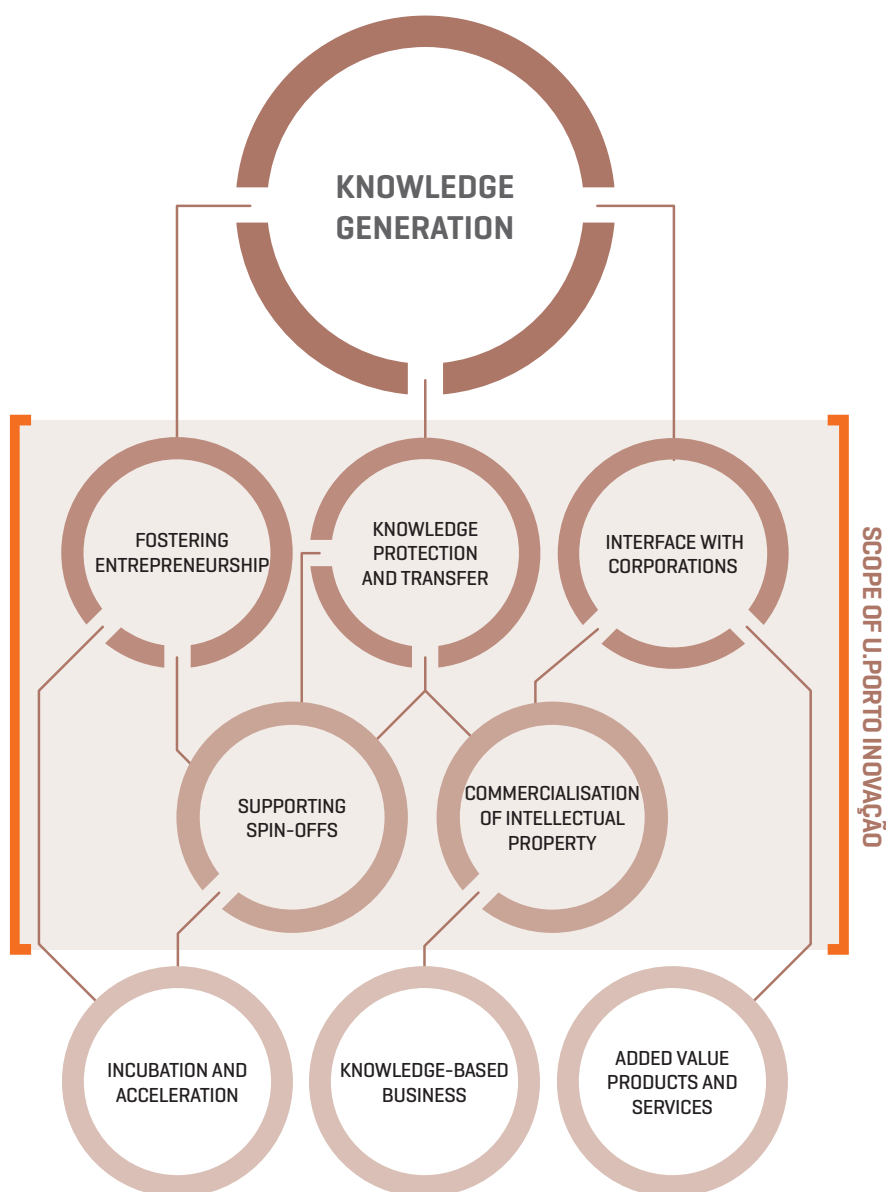 KNOWLEDGE
GENERATION
FOSTERING
ENTREPRENEURSHIP
KNOWLEDGE
PROTECTION
AND TRANSFER
INTERFACE WITH
CORPORATIONS
SCOPE OF U.PORTO INOVAÇÃO
SUPPORTING
SPIN-OFFS
COMMERCIALISATION
OF INTELLECTUAL
PROPERTY
INCUBATION AND
ACCELERATION
KNOWLEDGE-BASED
BUSINESS
ADDED VALUE
PRODUCTS AND
SERVICES